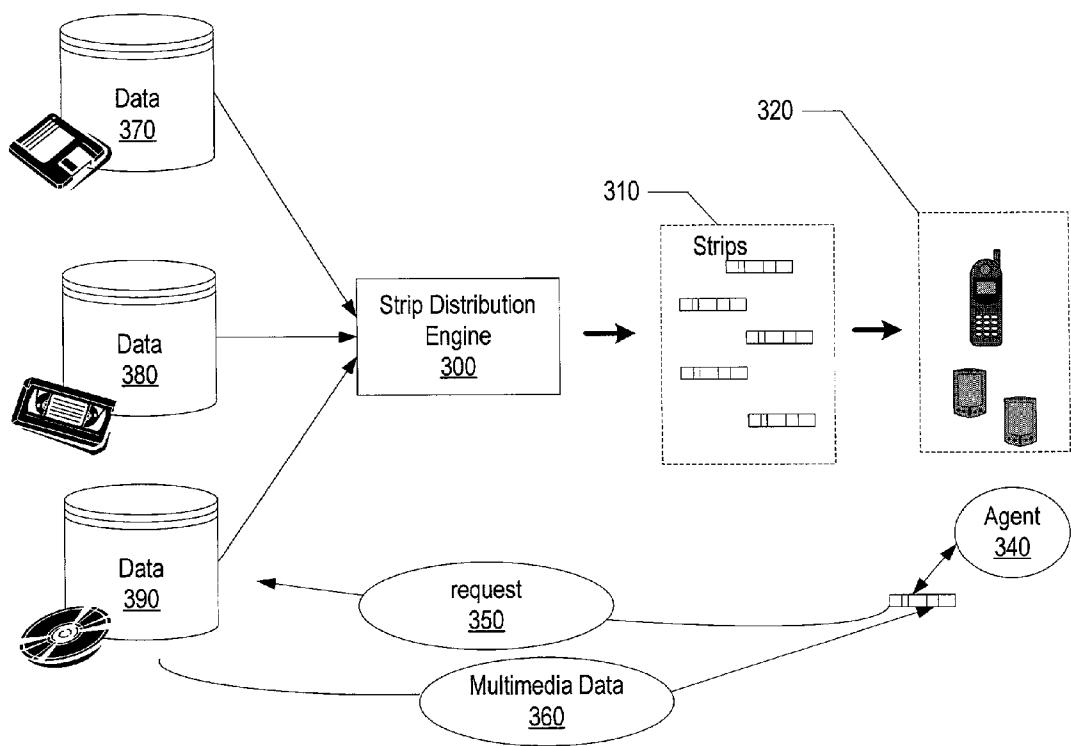 Data
370
320
310
Strips
Strip Distribution
Engine
300
Data
380
Agent
340
Data
390
request
350
Multimedia Data
360